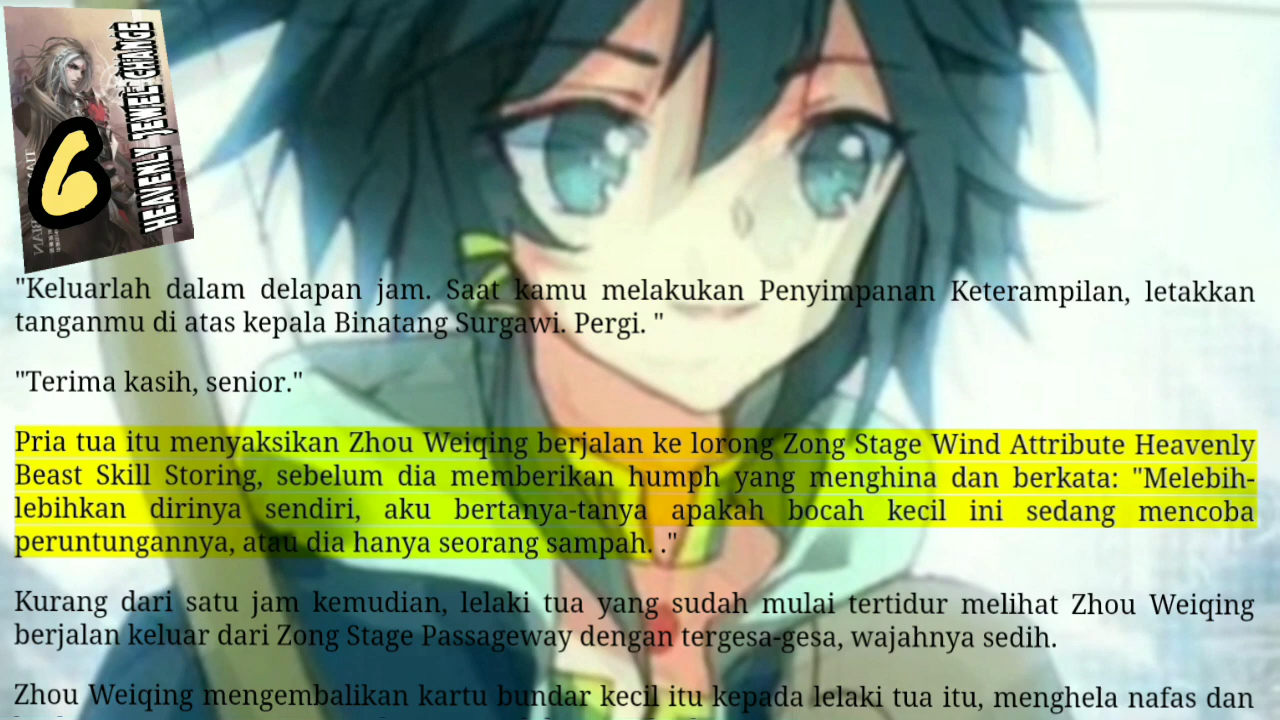 HEAVENLY JEWEL CHANGE
6
"Keluarlah dalam delapan jam. Saat kamu melakukan Penyimpanan Keterampilan, letakkan
tanganmu di atas kepala Binatang Surgawi. Pergi. "
"Terima kasih, senior."
Pria tua itu menyaksikan Zhou Weiqing berjalan ke lorong Zong Stage Wind Attribute Heavenly
Beast Skill Storing, sebelum dia memberikan humph yang menghina dan berkata: "Melebih-
lebihkan dirinya sendiri, aku bertanya-tanya apakah bocah kecil ini sedang mencoba
peruntungannya, atau dia hanya seorang sampah. ."
Kurang dari satu jam kemudian, lelaki tua yang sudah mulai tertidur melihat Zhou Weiqing
berjalan keluar dari Zong Stage Passageway dengan tergesa-gesa, wajahnya sedih.
Zhou Weiqing mengembalikan kartu bundar kecil itu kepada lelaki tua itu, menghela nafas dan